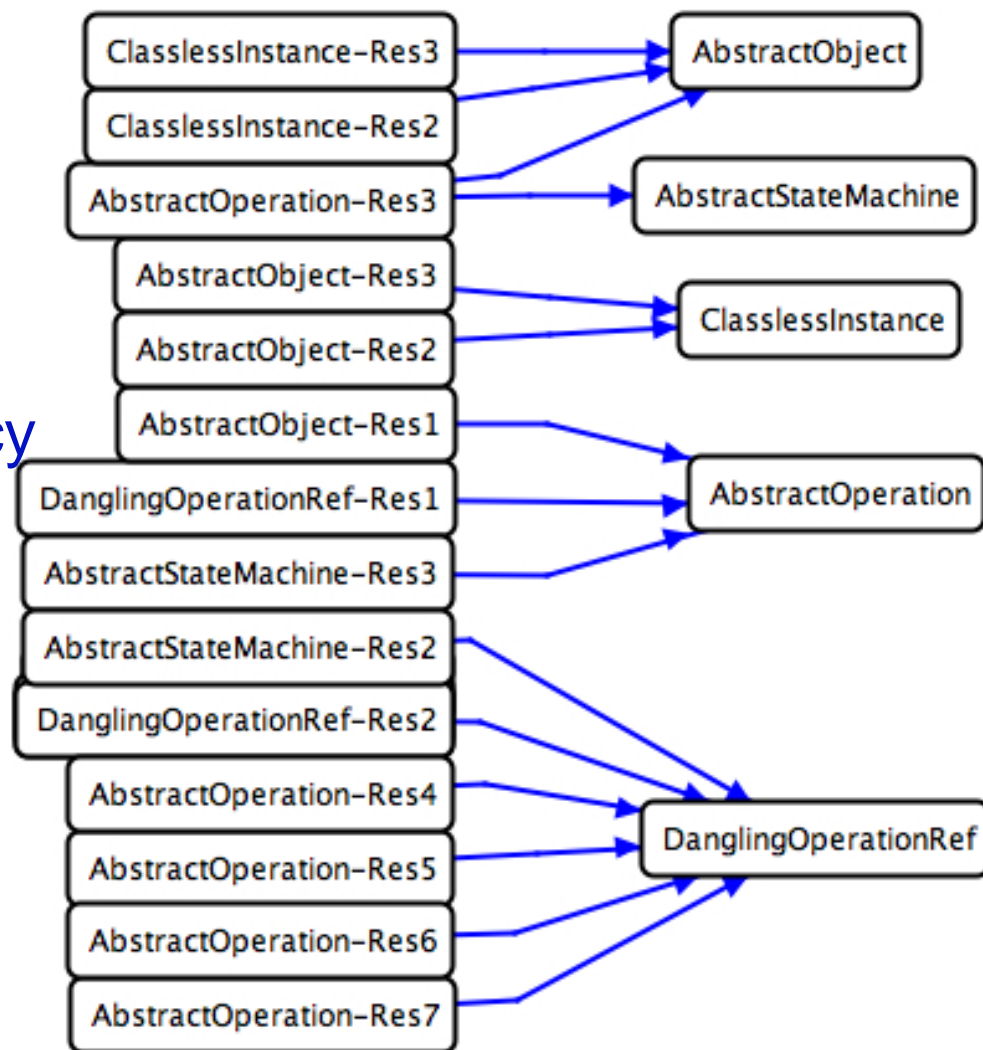 ClasslessInstance-Res3
ClasslessInstance-Res2
AbstractOperation-Res3
AbstractObject-Res3
AbstractObject-Res2
AbstractObject-Res1
DanglingOperationRef-Res1
AbstractStateMachine-Res3
AbstractStateMachine-Res2
DanglingOperationRef-Res2
AbstractOperation-Res4
AbstractOperation-Res5
AbstractOperation-Res6
AbstractOperation-Res7
AbstractObject
AbstractStateMachine
ClasslessInstance
AbstractOperation
DanglingOperationRef